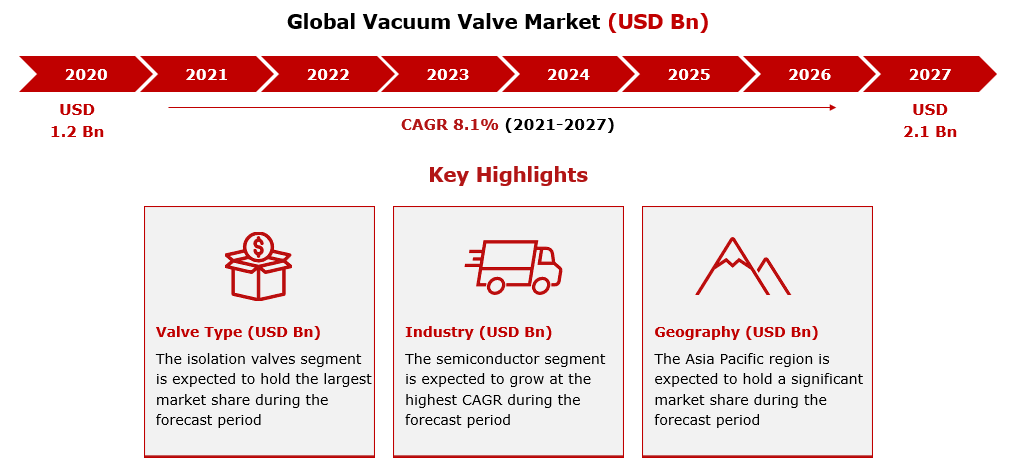 Global Vacuum Valve Market (USD Bn)
2020 2021 2022 2023 2024 2025 2026 2027
USD
1.2 Bn
CAGR 8.1% (2021-2027)
USD
2.1 Bn
Key Highlights
$
Valve Type (USD Bn)
The isolation valves segment
is expected to hold the largest
market share during the
forecast period
Industry (USD Bn)
The semiconductor segment
is expected to grow at the
highest CAGR during the
forecast period
Geography (USD Bn)
The Asia Pacific region is
expected to hold a significant
market share during the
forecast period